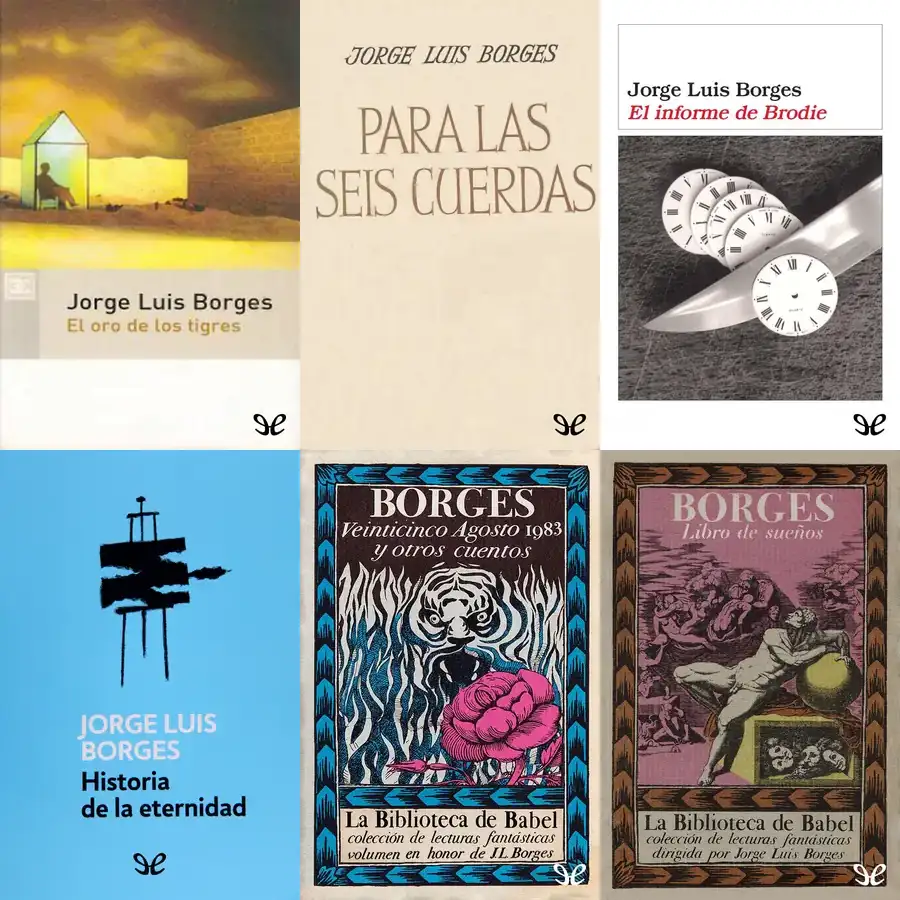 Jorge Luis Borges
El oro de los tigres
JORGE LUIS BORGES
PARA LAS
SEIS CUERDAS
Jorge Luis Borges
El informe de Brodie
JORGE LUIS
BORGES
Historia
de la eternidad
BORGES
Veinticinco Agosto 1983
y otros cuentos
La Biblioteca de Babel
colección de lecturas fantásticas
volumen en honor de J.L. Borges
BORGES
Libro de sueños
La Biblioteca de Babel
colección de lecturas fantásticas
dirigida por Jorge Luis Borges